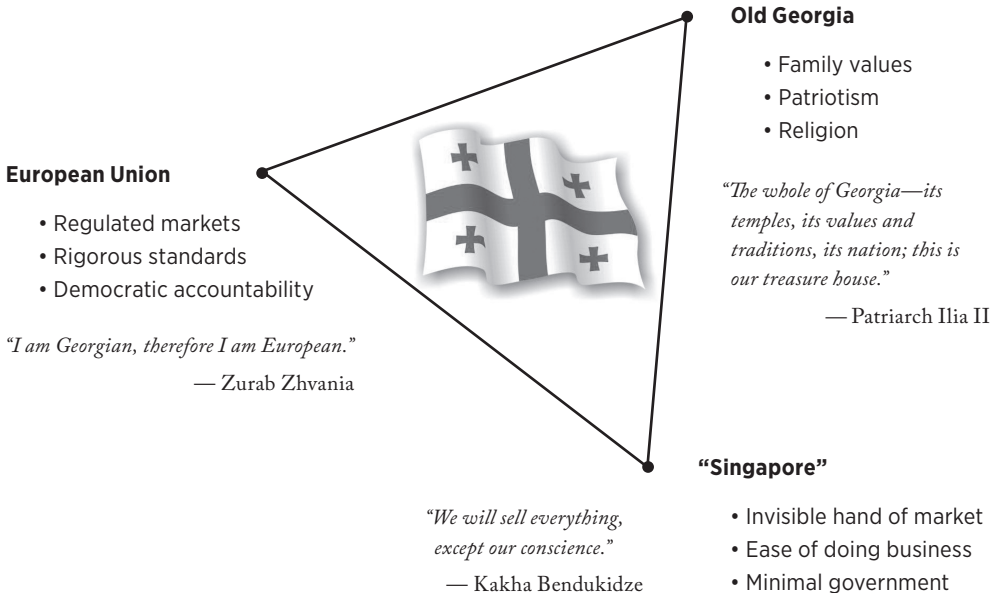 Old Georgia
• Family values
• Patriotism
• Religion
“The whole of Georgia—its
temples, its values and
traditions, its nation; this is
our treasure house.”
— Patriarch Ilia II
European Union
• Regulated markets
• Rigorous standards
• Democratic accountability
“I am Georgian, therefore I am European.”
— Zurab Zhvania
“Singapore”
• Invisible hand of market
• Ease of doing business
• Minimal government
“We will sell everything,
except our conscience.”
— Kakha Bendukidze